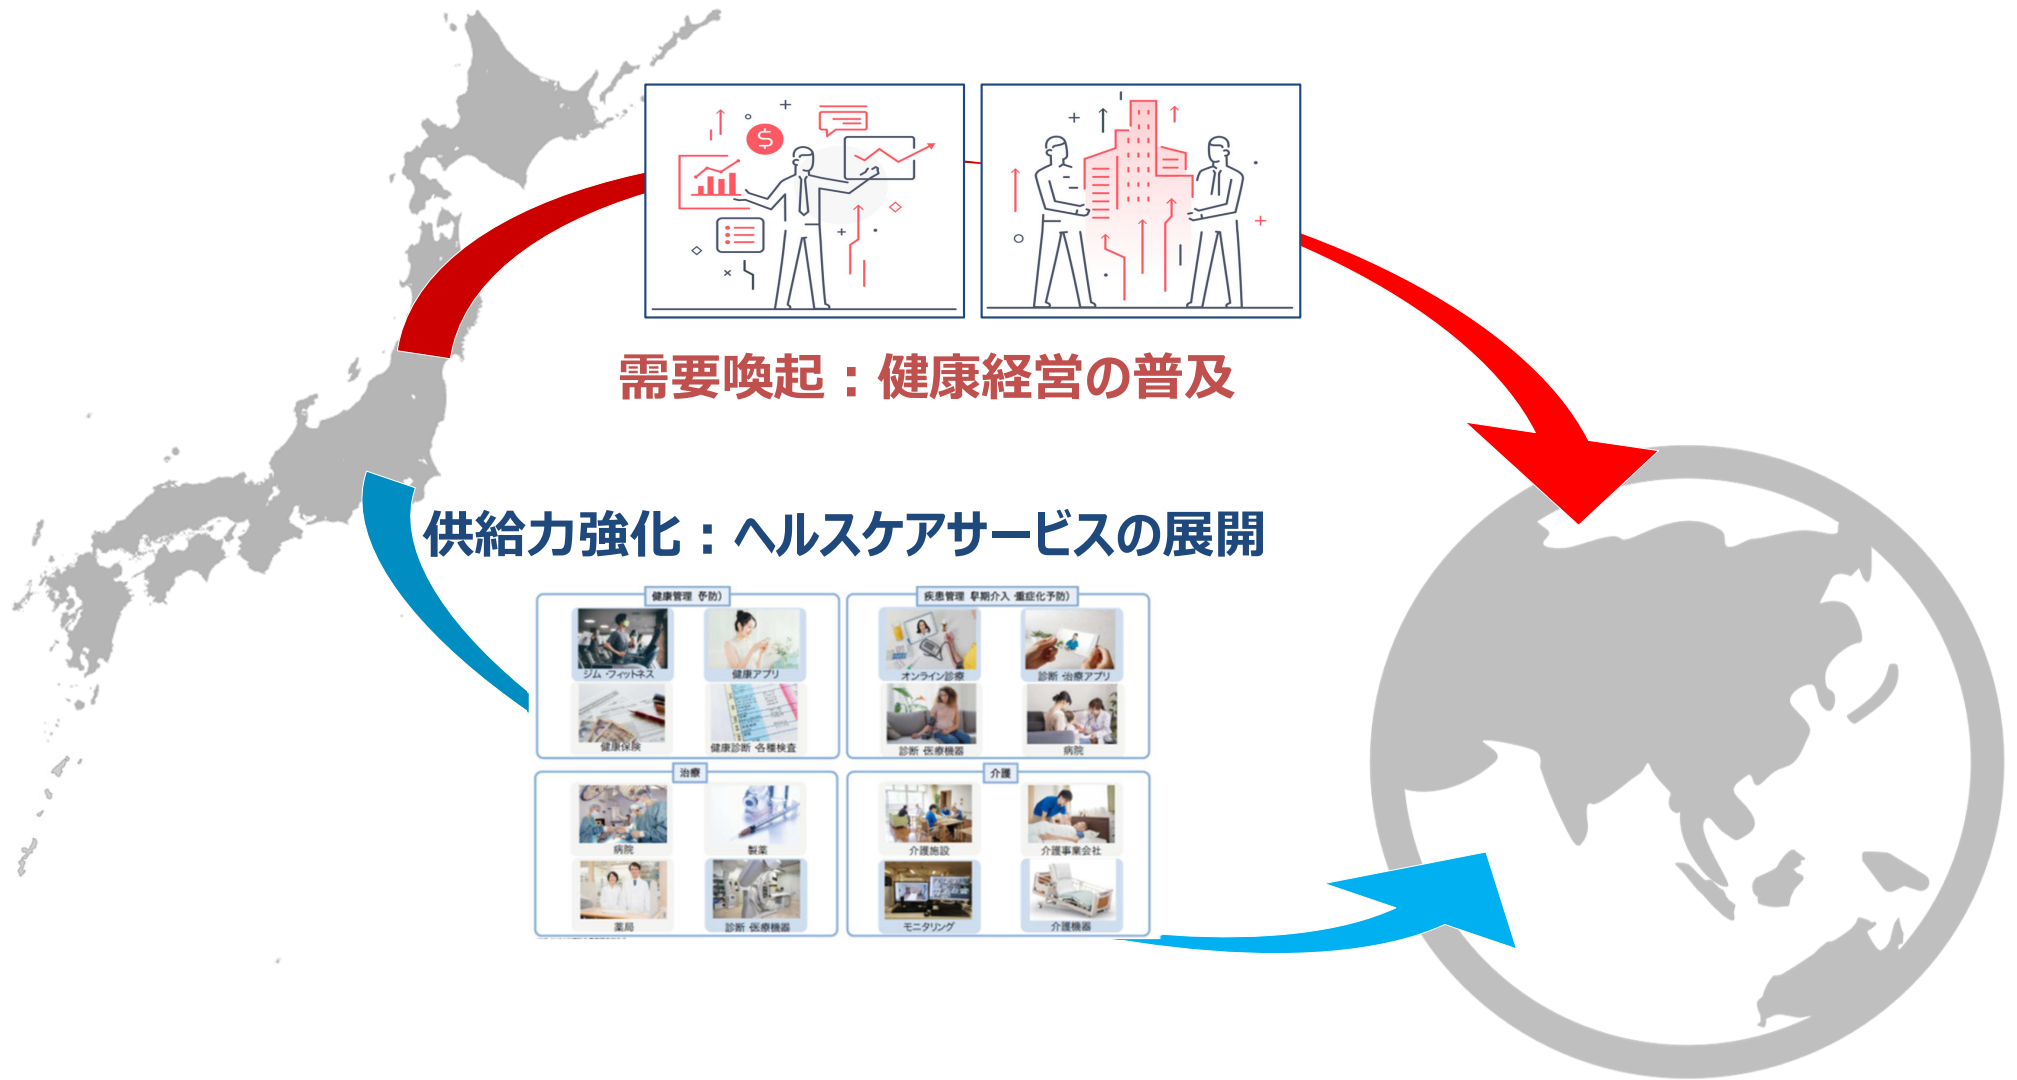 需要喚起：健康経営の普及
供給力強化：ヘルスケアサービスの展開
健康管理（予防）
ジム・フィットネス
健康アプリ
健康保険
健康診断・各種検査
疾患管理（早期介入・重症化予防）
オンライン診療
診断・治療アプリ
診断・医療機器
病院
治療
病院
製薬
薬局
診断・医療機器
介護
介護施設
介護事業会社
モニタリング
介護機器